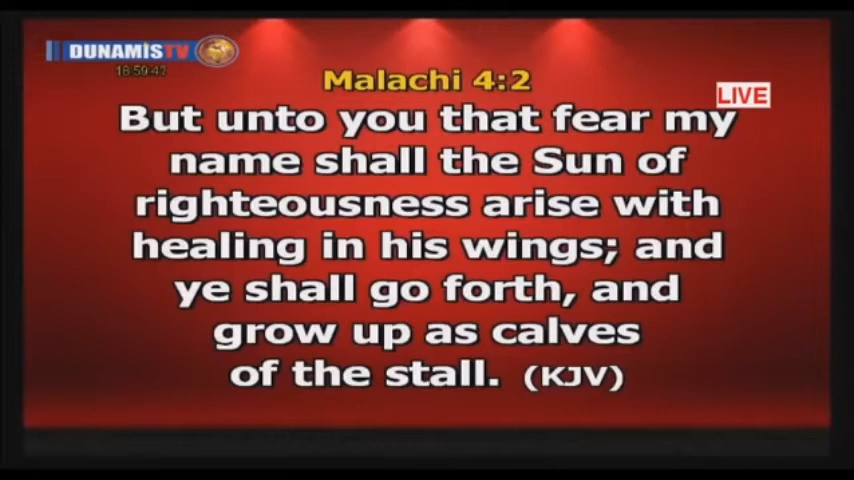 DUNAMISTV
18:59:42
Malachi 4:2
LIVE
But unto you that fear my
name shall the Sun of
righteousness arise with
healing in his wings; and
ye shall go forth, and
grow up as calves
of the stall. (KJV)